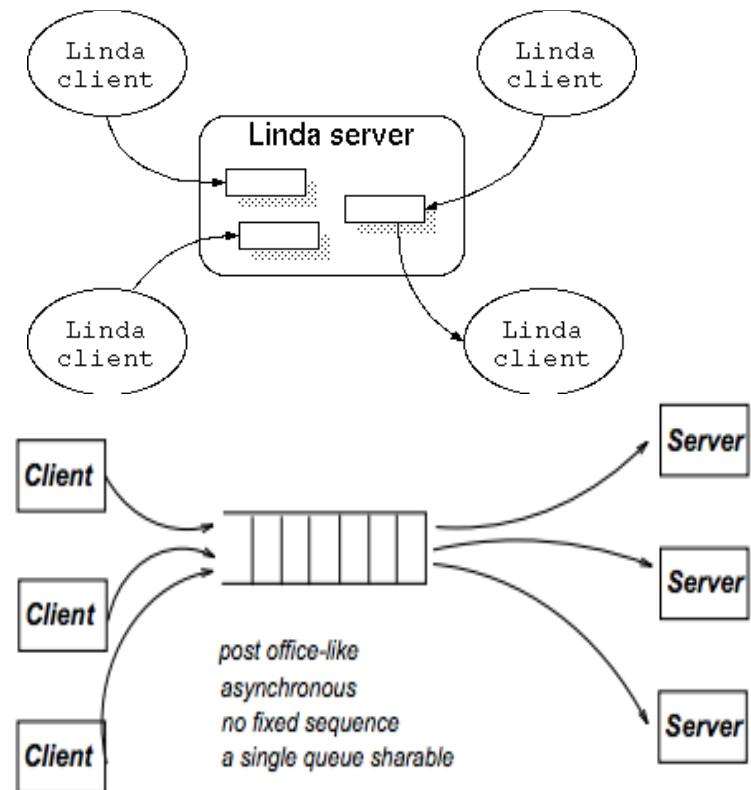 Linda
client
Linda
client
Linda server
Linda
client
Linda
client
Client
Server
Client
Server
post office-like
asynchronous
no fixed sequence
a single queue sharable
Client
Server